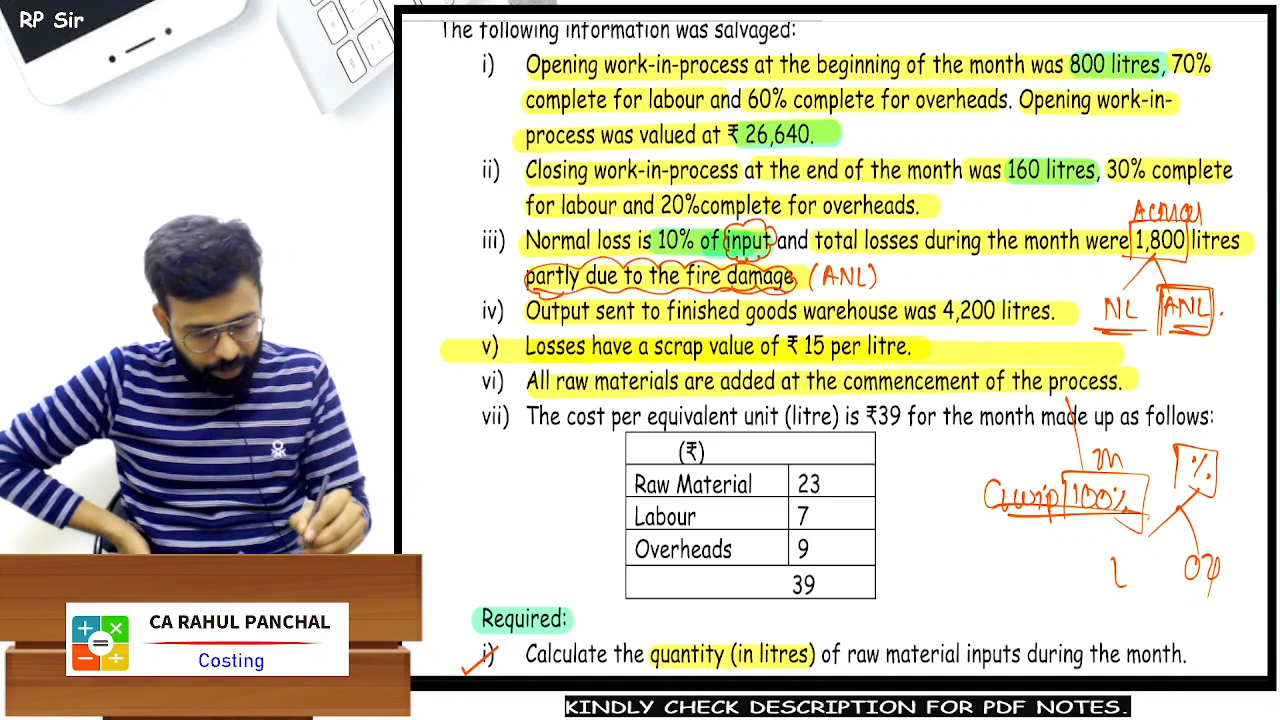 RP Sir
The following information was salvaged:
i) Opening work-in-process at the beginning of the month was 800 litres, 70%
complete for labour and 60% complete for overheads. Opening work-in-
process was valued at ₹ 26,640.
ii) Closing work-in-process at the end of the month was 160 litres, 30% complete
for labour and 20%complete for overheads.
Actual
iii) Normal loss is 10% of input and total losses during the month were 1,800 litres
partly due to the fire damage. (ANL)
iv) Output sent to finished goods warehouse was 4,200 litres.
NL ANL
v) Losses have a scrap value of ₹ 15 per litre.
vi) All raw materials are added at the commencement of the process.
vii) The cost per equivalent unit (litre) is ₹39 for the month made up as follows:
(₹)
Raw Material 23
Labour 7
Overheads 9
39
M %
100%
L OH
Required:
i) Calculate the quantity (in litres) of raw material inputs during the month.
CA RAHUL PANCHAL
Costing
KINDLY CHECK DESCRIPTION FOR PDF NOTES.